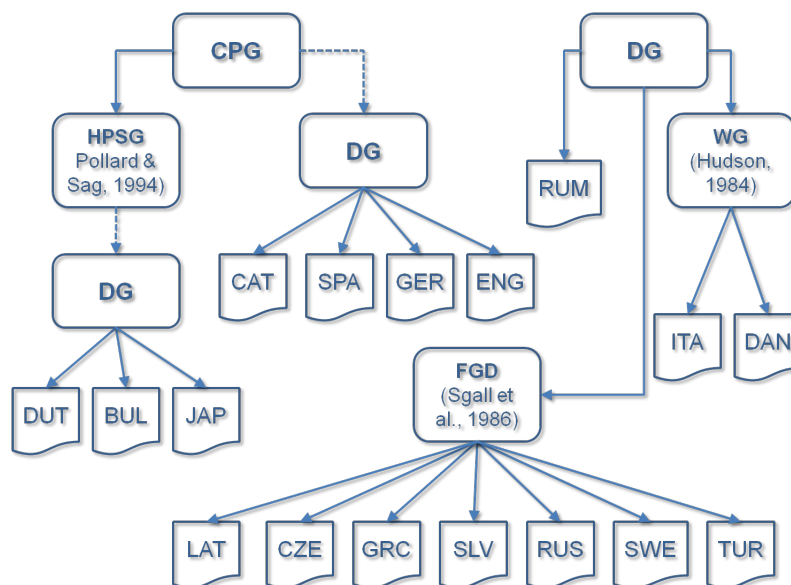 CPG
DG
HPSG
Pollard &
Sag, 1994)
DG
RUM
WG
(Hudson,
1984)
DG
CAT
SPA
GER
ENG
ITA
DAN
FGD
(Sgall et
al., 1986)
DUT
BUL
JAP
LAT
CZE
GRC
SLV
RUS
SWE
TUR